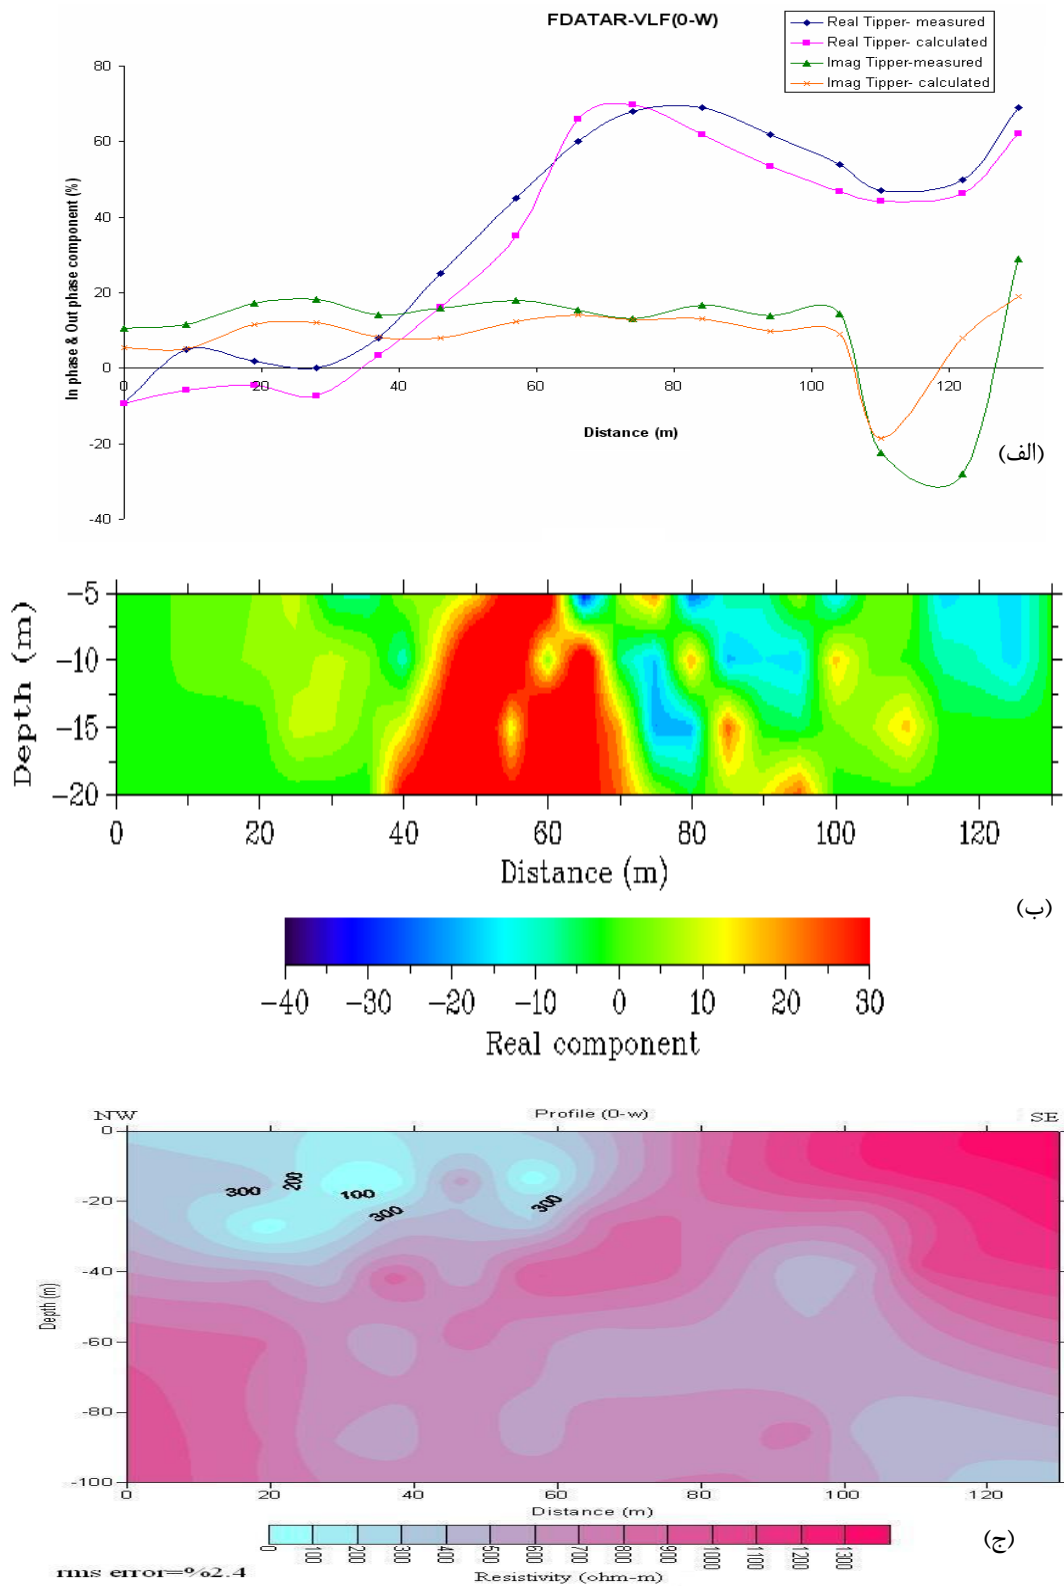 FDATAR-VLF(0-W)
Real Tipper- measured
Real Tipper- calculated
Imag Tipper-measured
Imag Tipper- calculated
In phase & Out phase component (%)
80
60
40
20
0
-20
-40
0 20 40 60 80 100 120
Distance (m)
(الف)
Depth (m)
-5
-10
-15
-20
0 20 40 60 80 100 120
Distance (m)
(ب)
-40 -30 -20 -10 0 10 20 30
Real component
NW Profile (0-w) SE
Depth(m)
0
-20
-40
-60
-80
-100
300 200 100 300 300
0 20 40 60 80 100 120
Distance (m)
(ج)
0 100 200 300 400 500 600 700 800 900 1000 1100 1200 1300
rms error=%2.4
Resistivity (ohm-m)